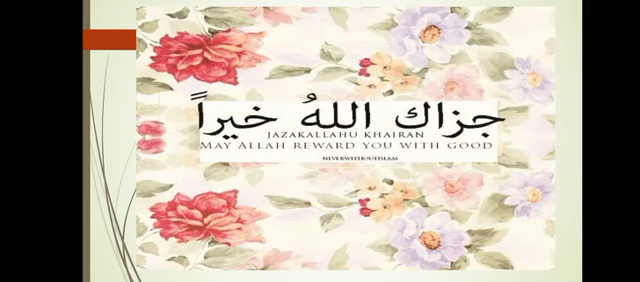 جزاك اللهُ خيراً
JAZAKALLAHU KHAIRAN
MAY ALLAH REWARD YOU WITH GOOD
NEVERWITHOUTISLAM